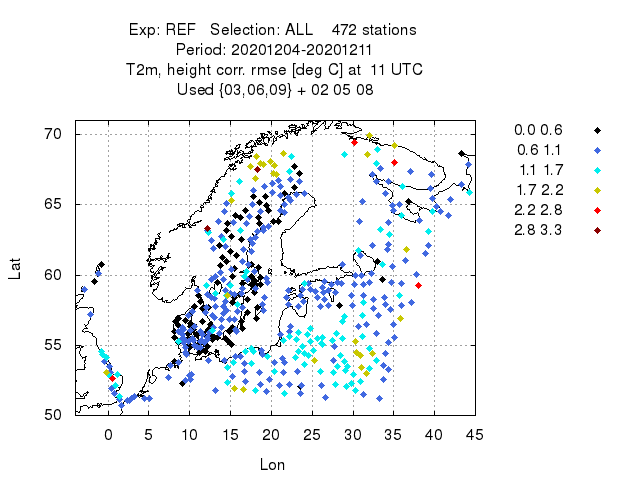 Exp: REF   Selection: ALL    472 stations
Period: 20201204-20201211
T2m, height corr. rmse [deg C] at  11 UTC
Used {03,06,09} + 02 05 08
0.0 0.6
0.6 1.1
1.1 1.7
1.7 2.2
2.2 2.8
2.8 3.3
70
65
60
55
50
Lat
0 5 10 15 20 25 30 35 40 45
Lon